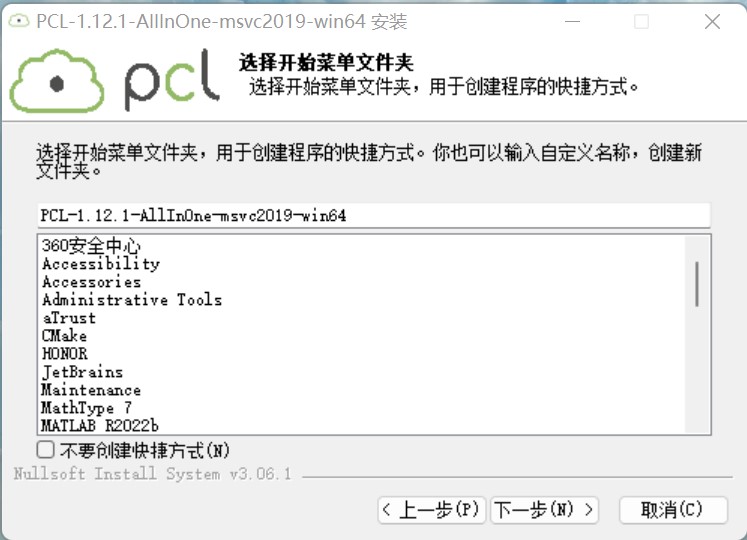 PCL-1.12.1-AllInOne-msvc2019-win64 安装
pcl
选择开始菜单文件夹
选择开始菜单文件夹，用于创建程序的快捷方式。
选择开始菜单文件夹，用于创建程序的快捷方式。你也可以输入自定义名称，创建新
文件夹。
PCL-1.12.1-AllInOne-msvc2019-win64
360安全中心
Accessibility
Accessories
Administrative Tools
aTrust
CMake
HONOR
JetBrains
Maintenance
MathType 7
MATLAB R2022b
不要创建快捷方式(N)
Nullsoft Install System v3.06.1
< 上一步(P) 下一步(N) > 取消(C)